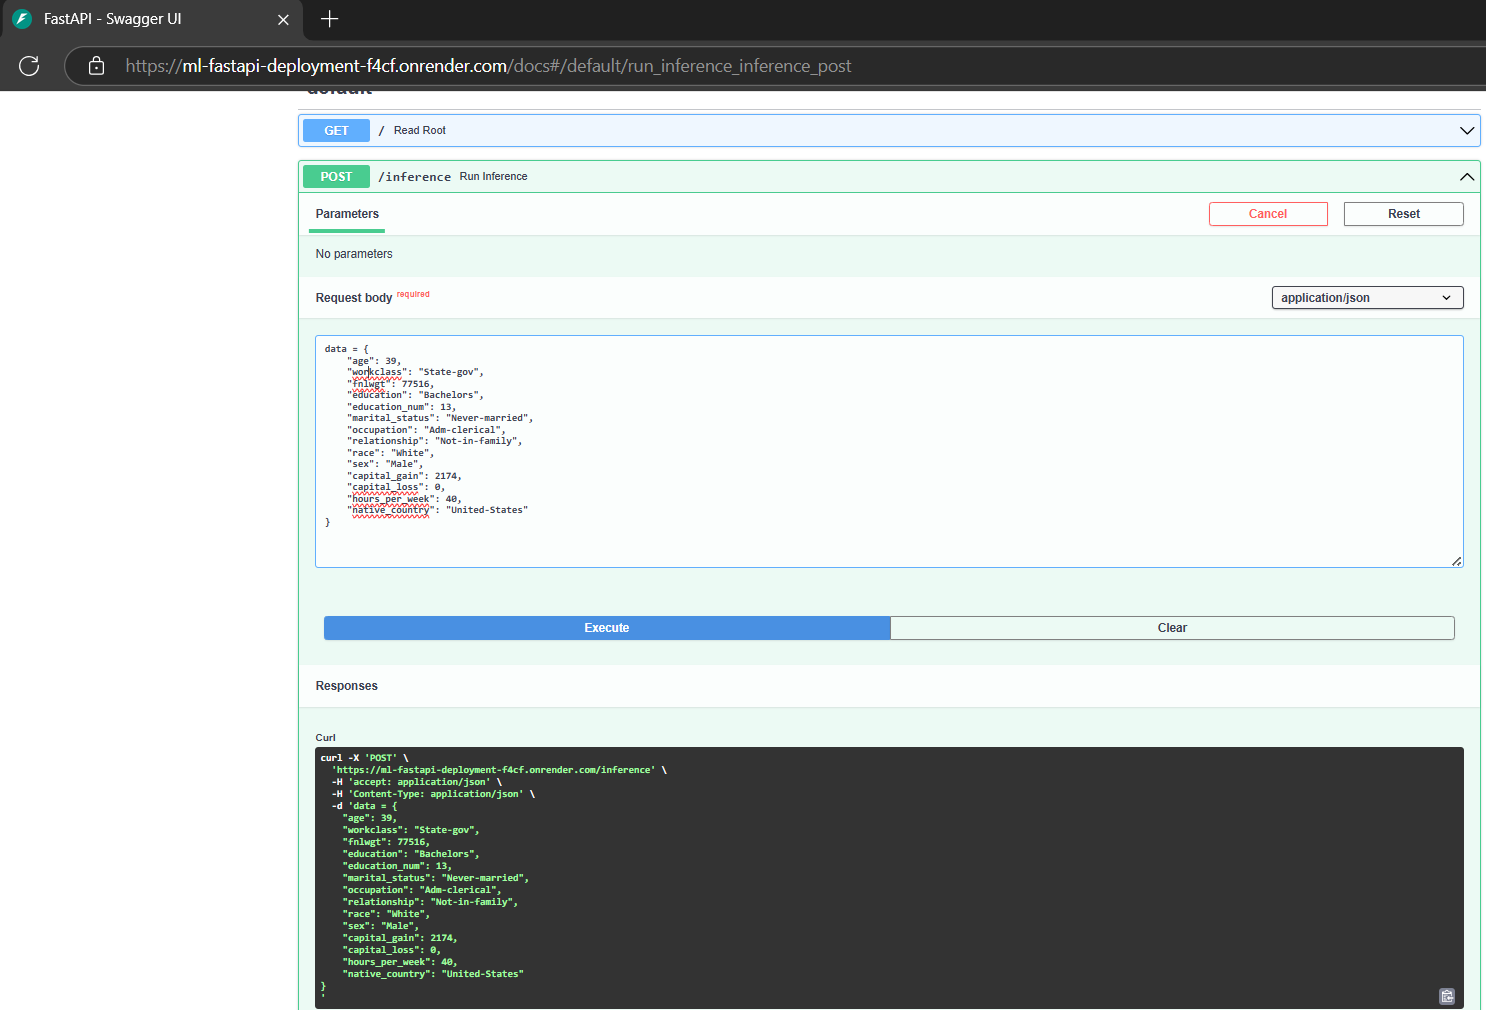 FastAPI - Swagger UI
https://ml-fastapi-deployment-f4cf.onrender.com/docs#/default/run_inference_inference_post
default
GET / Read Root
POST /inference Run Inference
Parameters
Cancel
Reset
No parameters
Request body required
application/json
data = {
"age": 39,
"workclass": "State-gov",
"fnlwgt": 77516,
"education": "Bachelors",
"education_num": 13,
"marital_status": "Never-married",
"occupation": "Adm-clerical",
"relationship": "Not-in-family",
"race": "White",
"sex": "Male",
"capital_gain": 2174,
"capital_loss": 0,
"hours_per_week": 40,
"native_country": "United-States"
}
Execute
Clear
Responses
Curl
curl -X 'POST' \
'https://ml-fastapi-deployment-f4cf.onrender.com/inference' \
-H 'accept: application/json' \
-H 'Content-Type: application/json' \
-d 'data = {
"age": 39,
"workclass": "State-gov",
"fnlwgt": 77516,
"education": "Bachelors",
"education_num": 13,
"marital_status": "Never-married",
"occupation": "Adm-clerical",
"relationship": "Not-in-family",
"race": "White",
"sex": "Male",
"capital_gain": 2174,
"capital_loss": 0,
"hours_per_week": 40,
"native_country": "United-States"
}
'